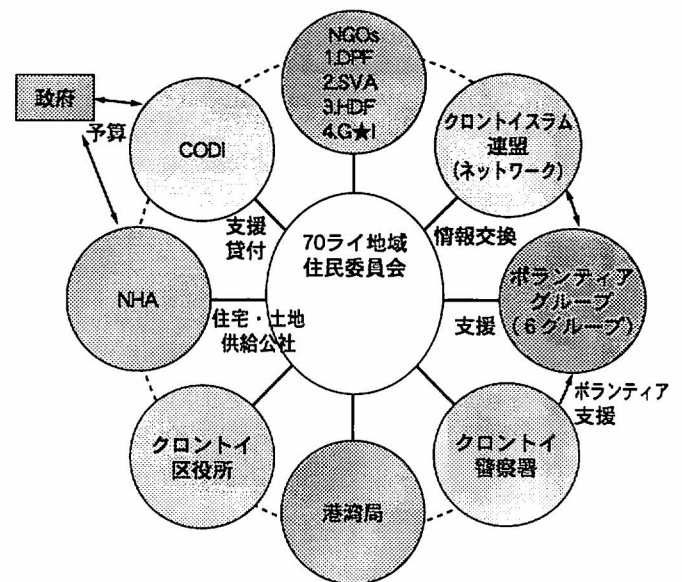 NGOs
1.DPF
2.SVA
3.HDF
4.G★I
政府
予算
CODI
クロントイスラム
連盟
(ネットワーク)
支援
貸付
70ライ地域
住民委員会
情報交換
NHA
住宅・土地
供給公社
支援
ボランティア
グループ
(6グループ)
クロントイ
区役所
港湾局
クロントイ
警察署
ボランティア
支援